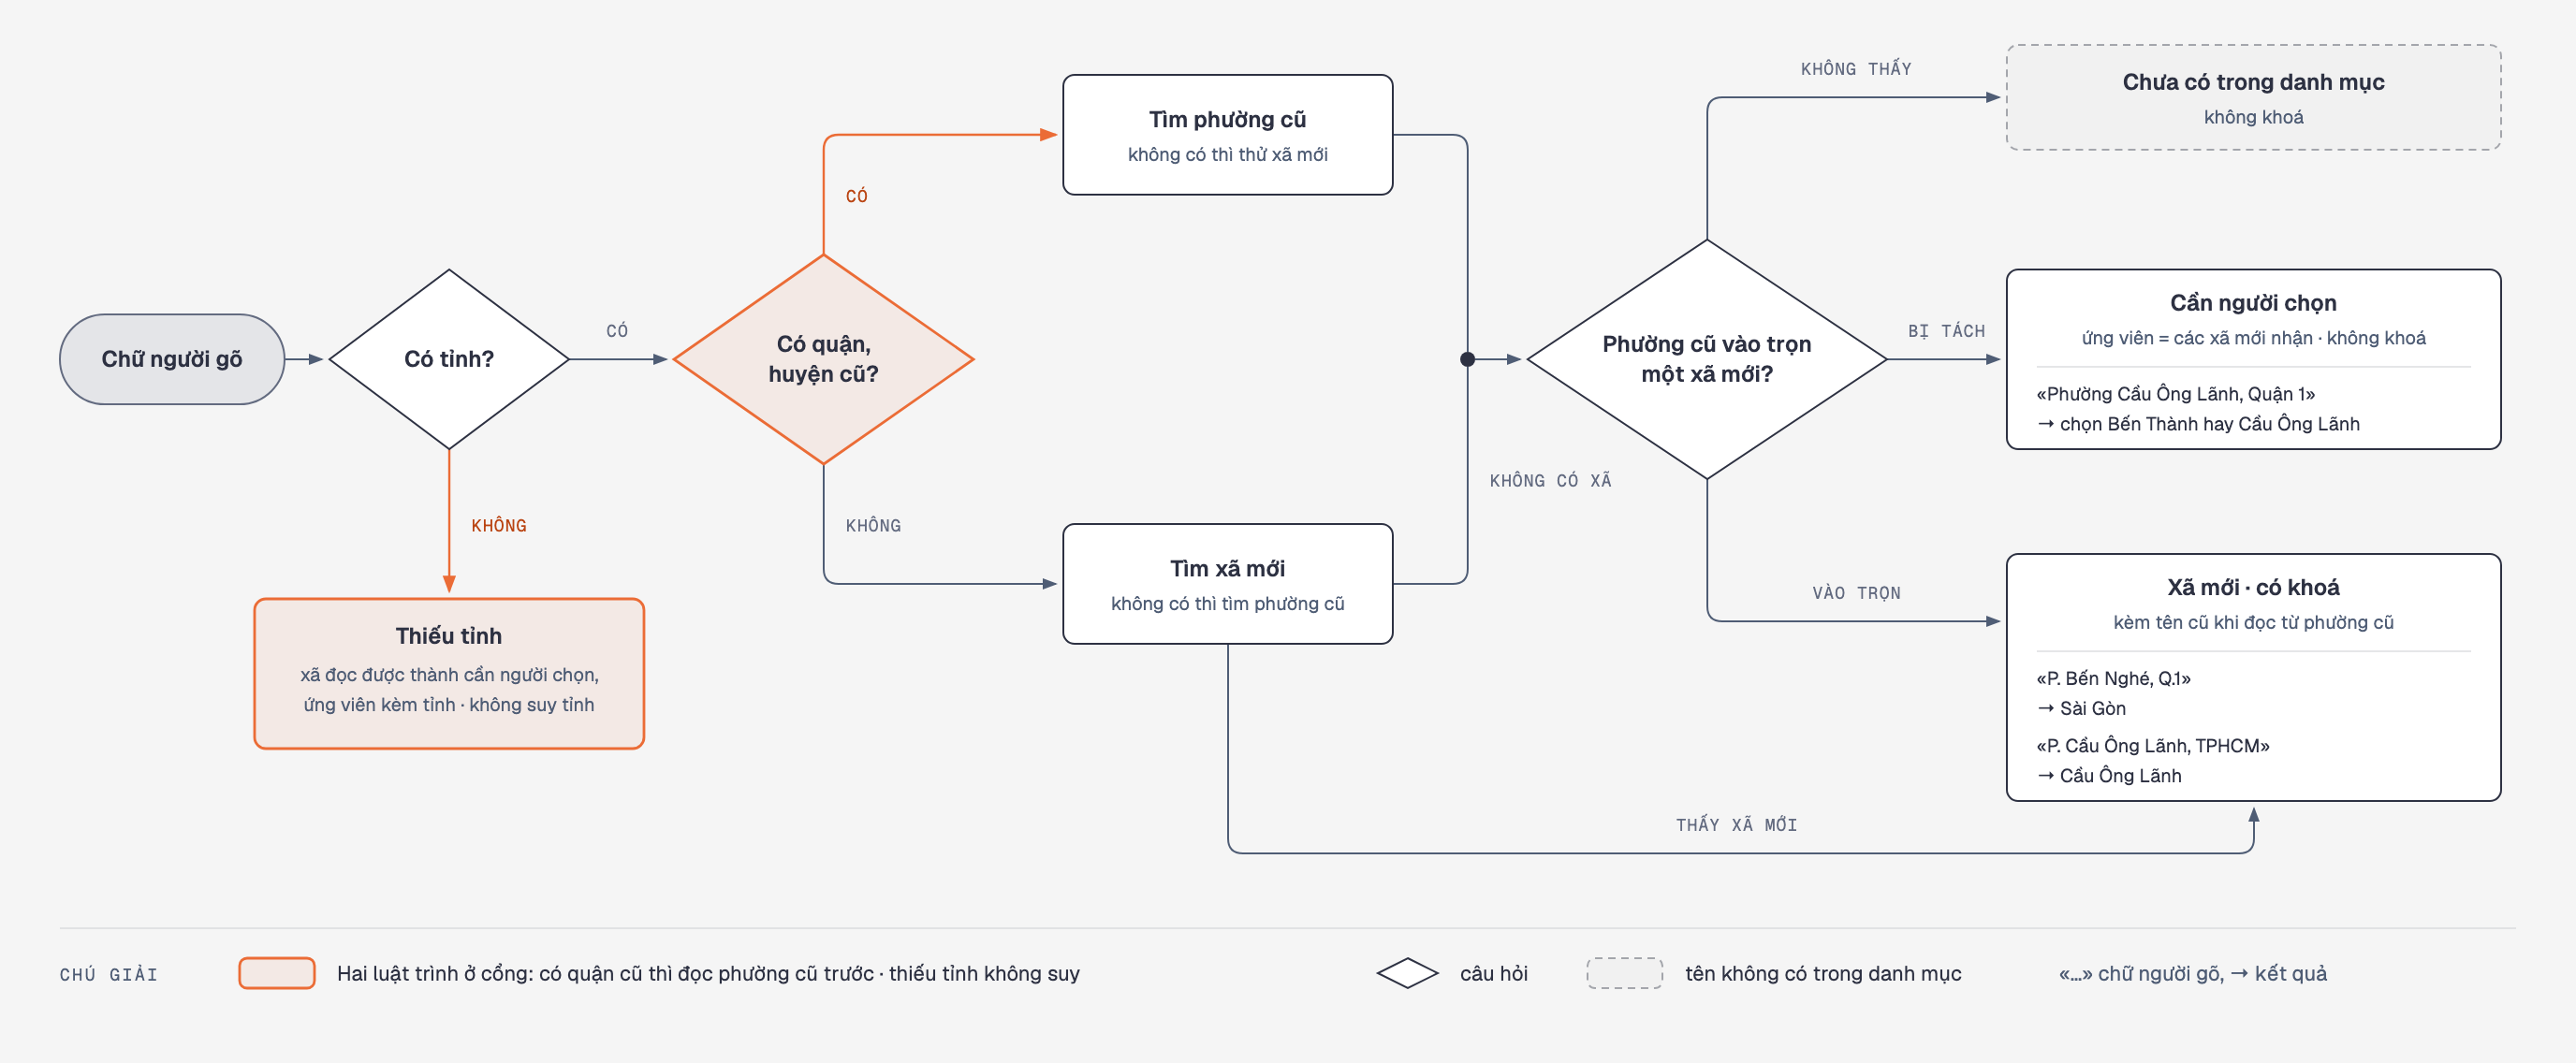 Chữ người gõ
Có tỉnh?
CÓ
KHÔNG
Thiếu tỉnh
xã đọc được thành cần người chọn,
ứng viên kèm tỉnh · không suy tỉnh
Có quận,
huyện cũ?
CÓ
KHÔNG
Tìm phường cũ
không có thì thử xã mới
Tìm xã mới
không có thì tìm phường cũ
KHÔNG CÓ XÃ
THẤY XÃ MỚI
Phường cũ vào trọn
một xã mới?
KHÔNG THẤY
BỊ TÁCH
VÀO TRỌN
Chưa có trong danh mục
không khoá
Cần người chọn
ứng viên = các xã mới nhận · không khoá
«Phường Cầu Ông Lãnh, Quận 1»
→ chọn Bến Thành hay Cầu Ông Lãnh
Xã mới · có khoá
kèm tên cũ khi đọc từ phường cũ
«P. Bến Nghé, Q.1»
→ Sài Gòn
«P. Cầu Ông Lãnh, TPHCM»
→ Cầu Ông Lãnh
CHÚ GIẢI
Hai luật trình ở cổng: có quận cũ thì đọc phường cũ trước · thiếu tỉnh không suy
câu hỏi
tên không có trong danh mục
«…» chữ người gõ, → kết quả